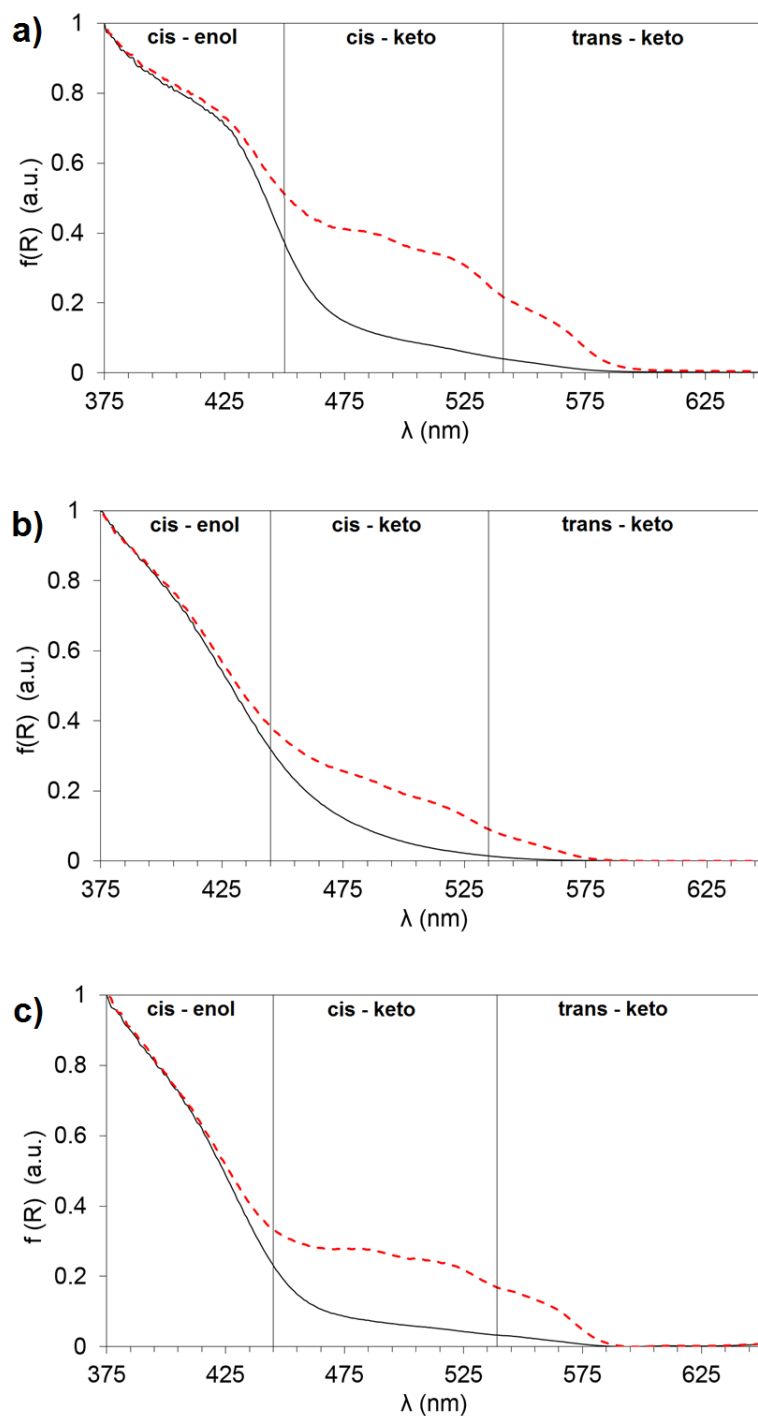 a)
cis - enol cis - keto trans - keto
1
0.8
0.6
0.4
0.2
0
f(R) (a.u.)
375 425 475 525 575 625
λ (nm)
b)
cis - enol cis - keto trans - keto
1
0.8
0.6
0.4
0.2
0
f(R) (a.u.)
375 425 475 525 575 625
λ (nm)
c)
cis - enol cis - keto trans - keto
1
0.8
0.6
0.4
0.2
0
f (R) (a.u.)
375 425 475 525 575 625
λ (nm)